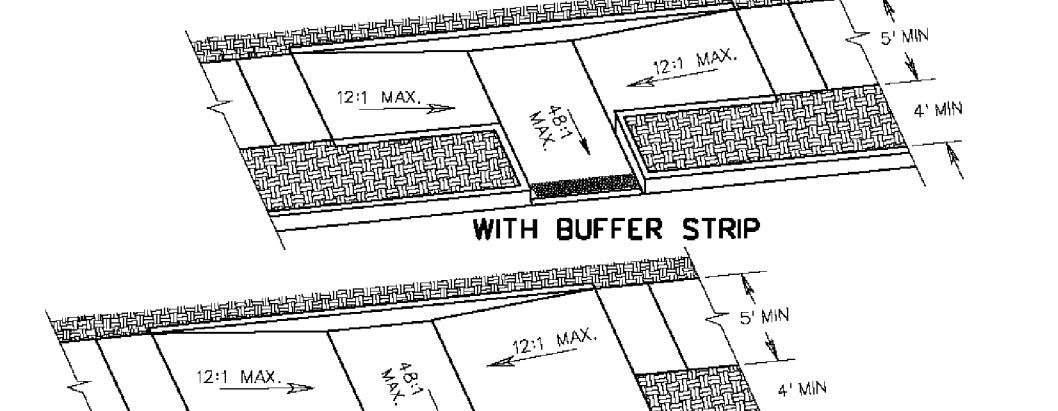 5' MIN
12:1 MAX.
12:1 MAX.
48:1
MAX.
4' MIN
WITH BUFFER STRIP
5' MIN
12:1 MAX.
12:1 MAX.
48:1
MAX.
4' MIN